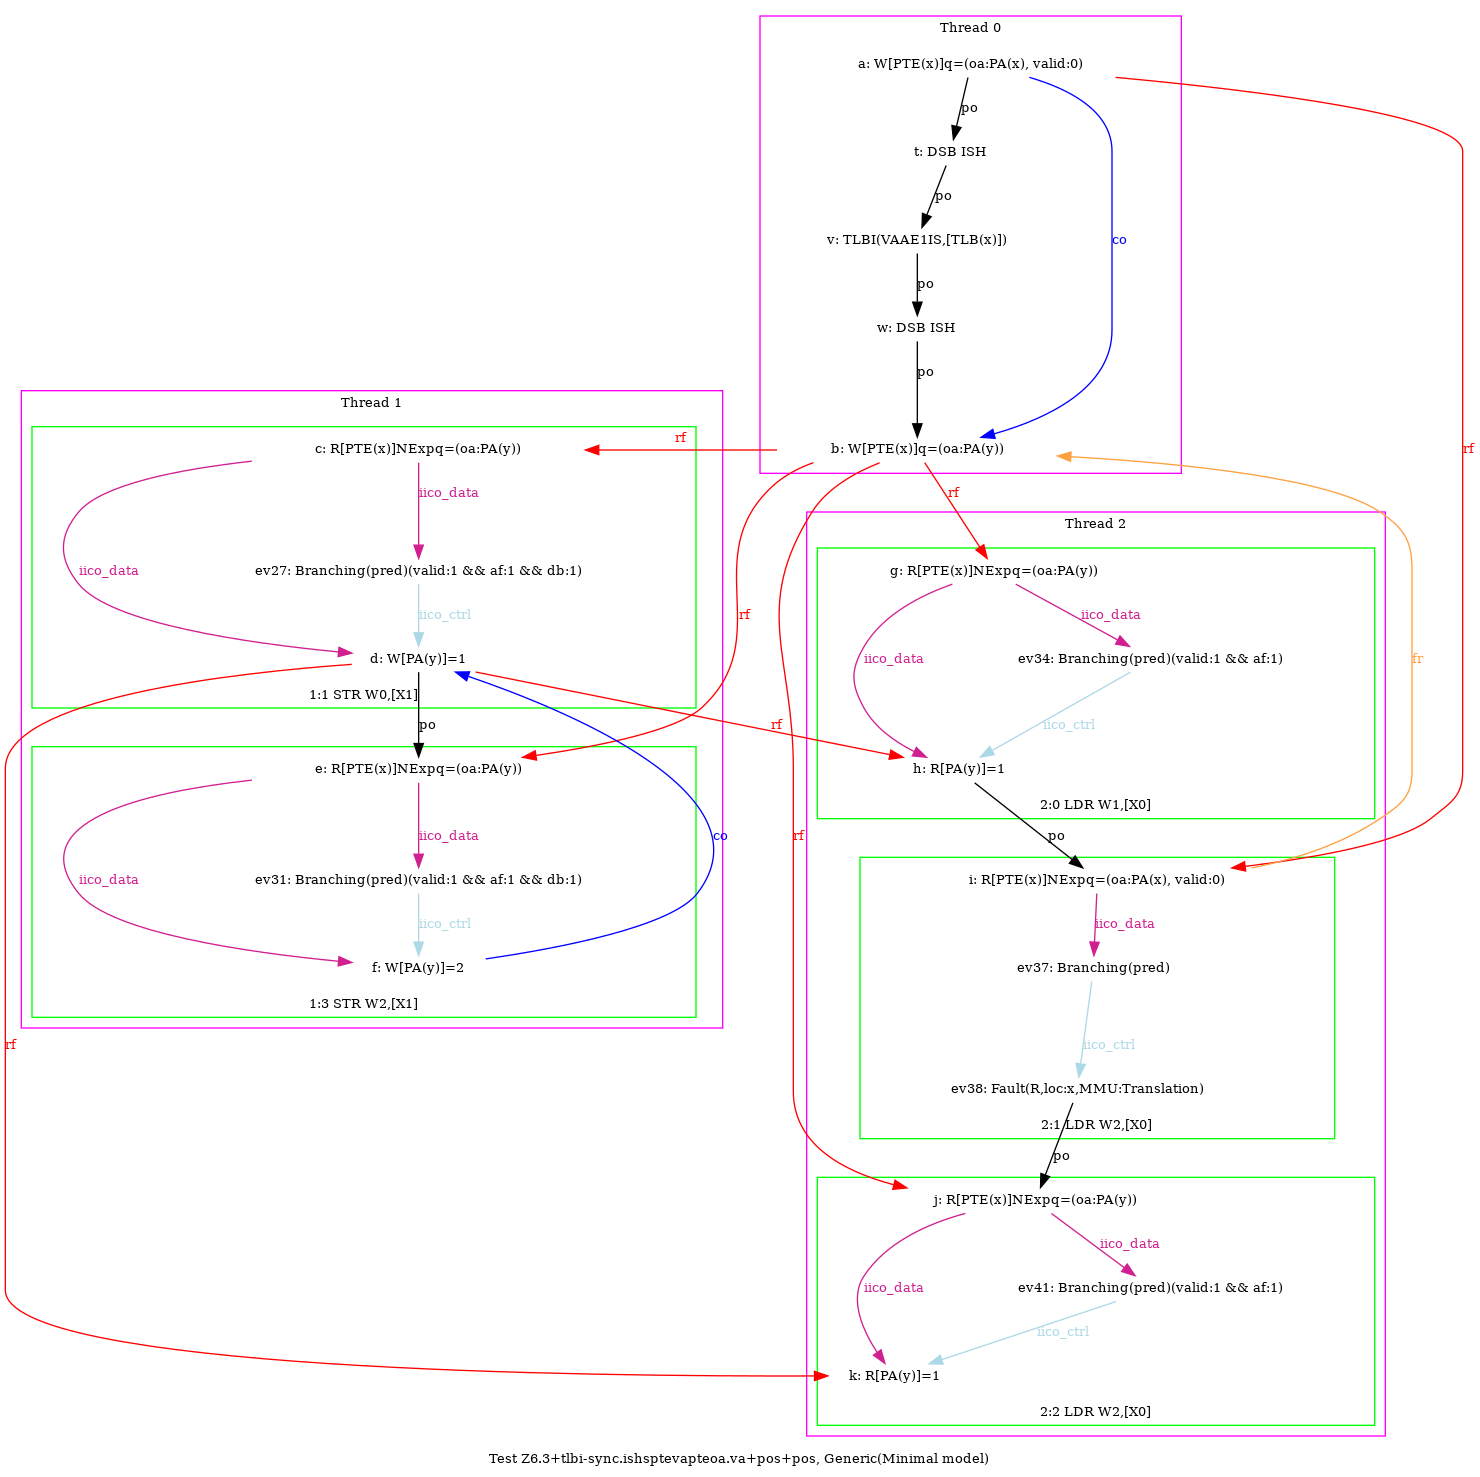 Thread 0
a: W[PTE(x)]q=(oa:PA(x), valid:0)
po
t: DSB ISH
po
v: TLBI(VAAE1IS,[TLB(x)])
co
po
w: DSB ISH
po
b: W[PTE(x)]q=(oa:PA(y))
rf
rf
Thread 1
c: R[PTE(x)]NExpq=(oa:PA(y))
iico_data
iico_data
ev27: Branching(pred)(valid:1 && af:1 && db:1)
iico_ctrl
d: W[PA(y)]=1
1:1 STR W0,[X1]
po
e: R[PTE(x)]NExpq=(oa:PA(y))
iico_data
iico_data
ev31: Branching(pred)(valid:1 && af:1 && db:1)
iico_ctrl
f: W[PA(y)]=2
1:3 STR W2,[X1]
co
rf
rf
rf
rf
rf
Thread 2
g: R[PTE(x)]NExpq=(oa:PA(y))
iico_data
iico_data
ev34: Branching(pred)(valid:1 && af:1)
fr
iico_ctrl
h: R[PA(y)]=1
2:0 LDR W1,[X0]
po
i: R[PTE(x)]NExpq=(oa:PA(x), valid:0)
iico_data
ev37: Branching(pred)
iico_ctrl
ev38: Fault(R,loc:x,MMU:Translation)
2:1 LDR W2,[X0]
po
j: R[PTE(x)]NExpq=(oa:PA(y))
iico_data
iico_data
ev41: Branching(pred)(valid:1 && af:1)
iico_ctrl
k: R[PA(y)]=1
2:2 LDR W2,[X0]
Test Z6.3+tlbi-sync.ishsptevapteoa.va+pos+pos, Generic(Minimal model)